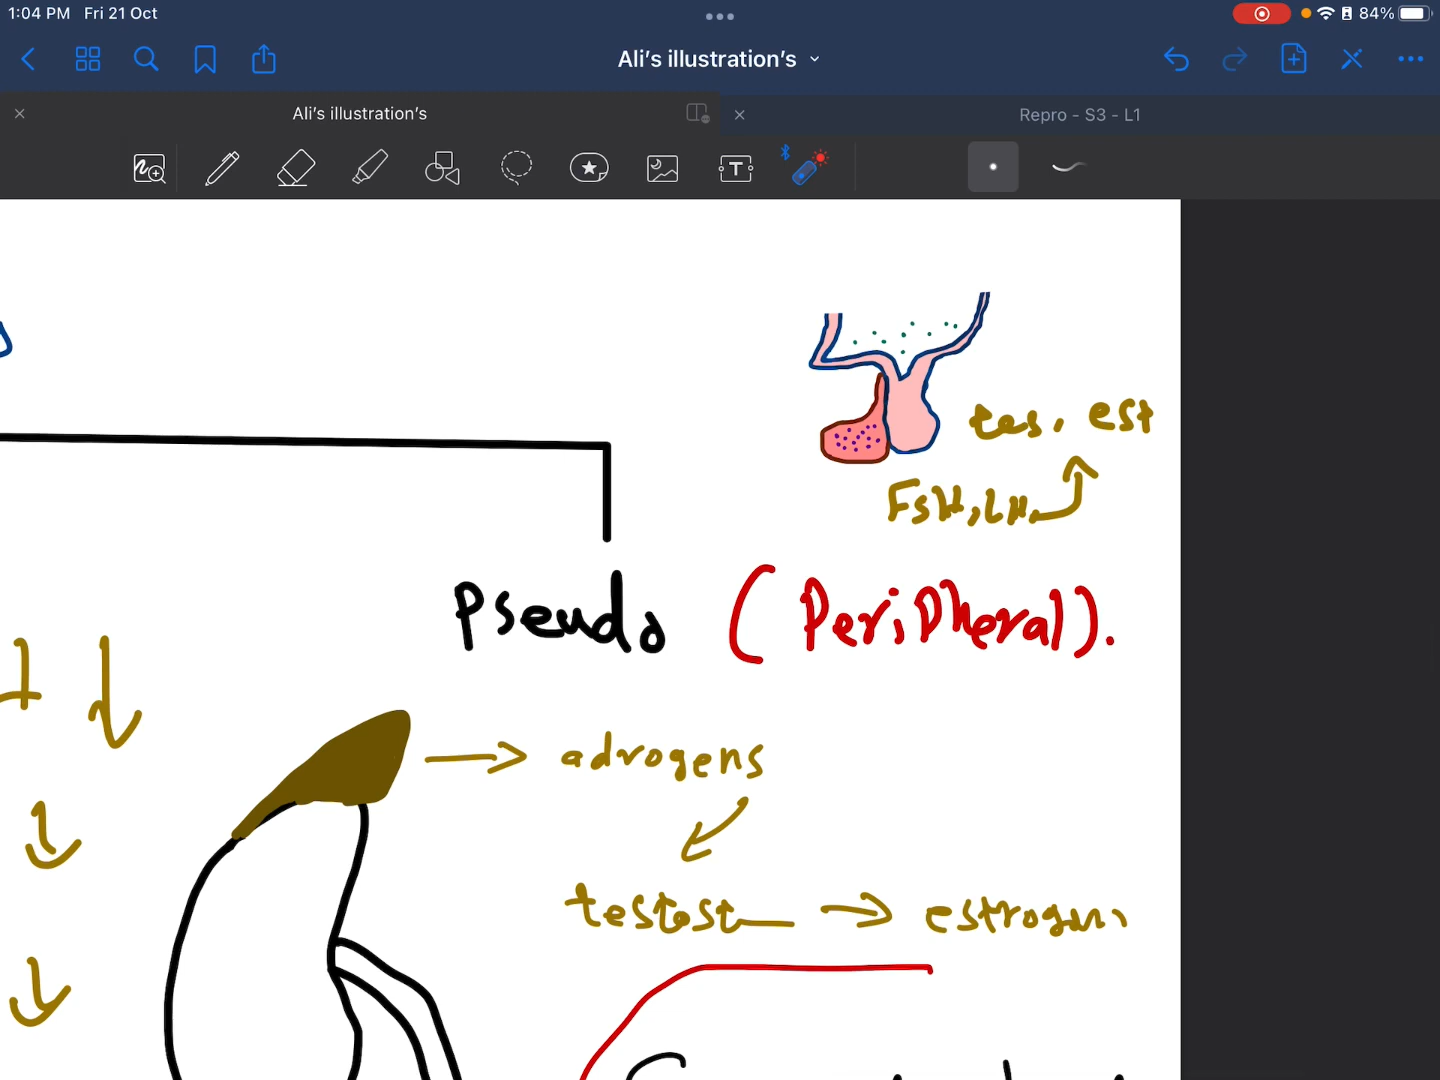 1:04 PM Fri 21 Oct 84%
Ali's illustration's
Ali's illustration's
Repro - S3 - L1
T
tes, est
FSH, LH,
Pseudo (Peripheral).
adrogens
testost estrogens